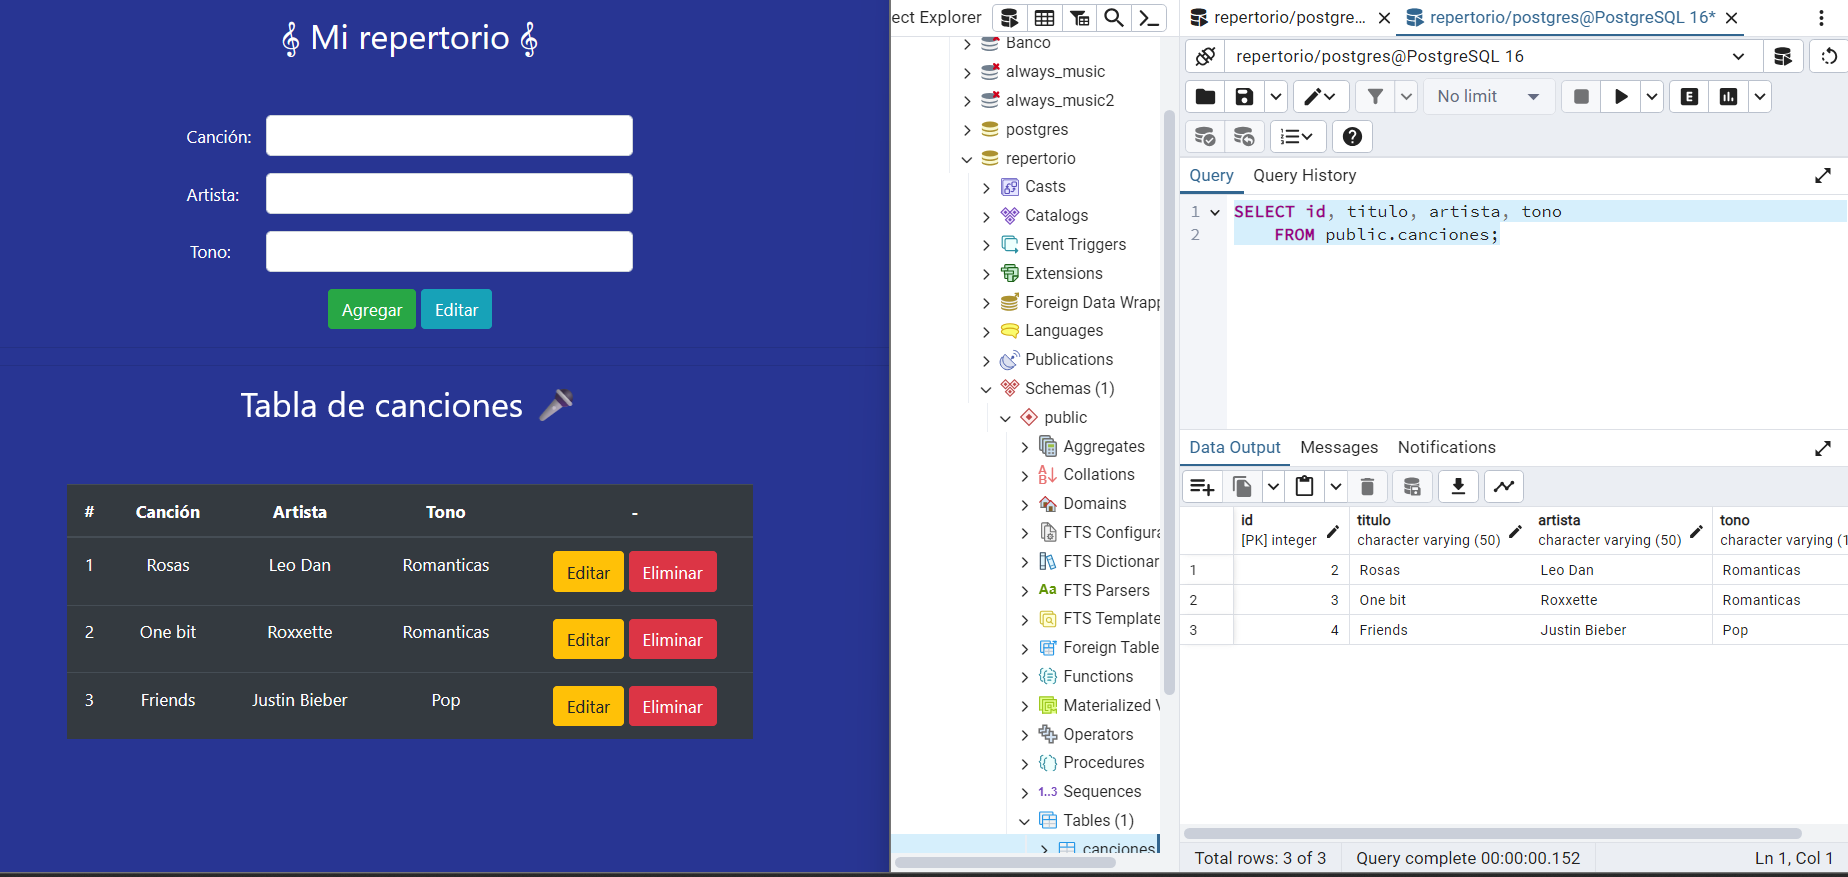 𝄞 Mi repertorio 𝄞
Canción:
Artista:
Tono:
Agregar Editar
Tabla de canciones 🎤
# Canción Artista Tono -
1 Rosas Leo Dan Romanticas Editar Eliminar
2 One bit Roxxette Romanticas Editar Eliminar
3 Friends Justin Bieber Pop Editar Eliminar
ect Explorer
Banco
always_music
always_music2
postgres
repertorio
Casts
Catalogs
Event Triggers
Extensions
Foreign Data Wrapp
Languages
Publications
Schemas (1)
public
Aggregates
Collations
Domains
FTS Configura
FTS Dictionar
Aa FTS Parsers
FTS Template
Foreign Table
Functions
Materialized V
Operators
Procedures
1..3 Sequences
Tables (1)
canciones
repertorio/postgre... repertorio/postgres@PostgreSQL 16*
repertorio/postgres@PostgreSQL 16
No limit E
Query Query History
1 SELECT id, titulo, artista, tono
2 FROM public.canciones;
Data Output Messages Notifications
id titulo artista tono
[PK] integer character varying (50) character varying (50) character varying (1
1 2 Rosas Leo Dan Romanticas
2 3 One bit Roxxette Romanticas
3 4 Friends Justin Bieber Pop
Total rows: 3 of 3 Query complete 00:00:00.152 Ln 1, Col 1